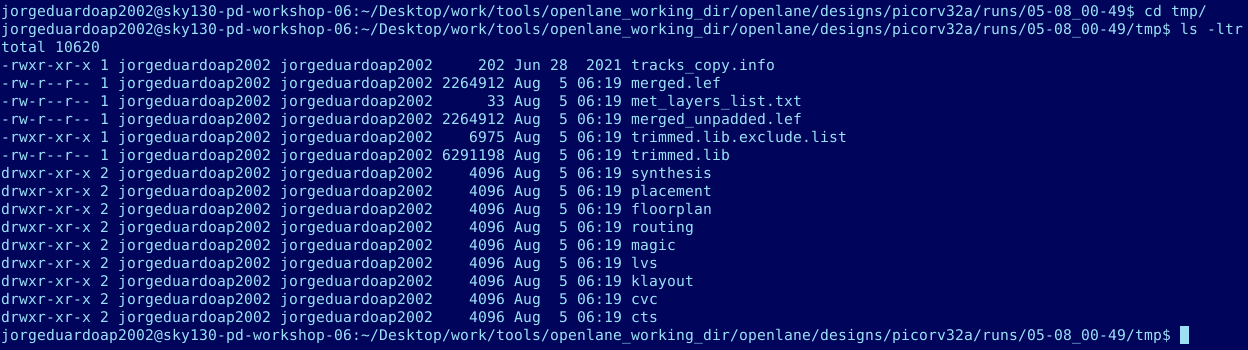 jorgeduardoap2002@sky130-pd-workshop-06:~/Desktop/work/tools/openlane_working_dir/openlane/designs/picorv32a/runs/05-08_00-49$ cd tmp/
jorgeduardoap2002@sky130-pd-workshop-06:~/Desktop/work/tools/openlane_working_dir/openlane/designs/picorv32a/runs/05-08_00-49/tmp$ ls -ltr
total 10620
-rwxr-xr-x 1 jorgeduardoap2002 jorgeduardoap2002     202 Jun 28  2021 tracks_copy.info
-rw-r--r-- 1 jorgeduardoap2002 jorgeduardoap2002 2264912 Aug  5 06:19 merged.lef
-rw-r--r-- 1 jorgeduardoap2002 jorgeduardoap2002      33 Aug  5 06:19 met_layers_list.txt
-rw-r--r-- 1 jorgeduardoap2002 jorgeduardoap2002 2264912 Aug  5 06:19 merged_unpadded.lef
-rwxr-xr-x 1 jorgeduardoap2002 jorgeduardoap2002    6975 Aug  5 06:19 trimmed.lib.exclude.list
-rw-r--r-- 1 jorgeduardoap2002 jorgeduardoap2002 6291198 Aug  5 06:19 trimmed.lib
drwxr-xr-x 2 jorgeduardoap2002 jorgeduardoap2002    4096 Aug  5 06:19 synthesis
drwxr-xr-x 2 jorgeduardoap2002 jorgeduardoap2002    4096 Aug  5 06:19 placement
drwxr-xr-x 2 jorgeduardoap2002 jorgeduardoap2002    4096 Aug  5 06:19 floorplan
drwxr-xr-x 2 jorgeduardoap2002 jorgeduardoap2002    4096 Aug  5 06:19 routing
drwxr-xr-x 2 jorgeduardoap2002 jorgeduardoap2002    4096 Aug  5 06:19 magic
drwxr-xr-x 2 jorgeduardoap2002 jorgeduardoap2002    4096 Aug  5 06:19 lvs
drwxr-xr-x 2 jorgeduardoap2002 jorgeduardoap2002    4096 Aug  5 06:19 klayout
drwxr-xr-x 2 jorgeduardoap2002 jorgeduardoap2002    4096 Aug  5 06:19 cvc
drwxr-xr-x 2 jorgeduardoap2002 jorgeduardoap2002    4096 Aug  5 06:19 cts
jorgeduardoap2002@sky130-pd-workshop-06:~/Desktop/work/tools/openlane_working_dir/openlane/designs/picorv32a/runs/05-08_00-49/tmp$